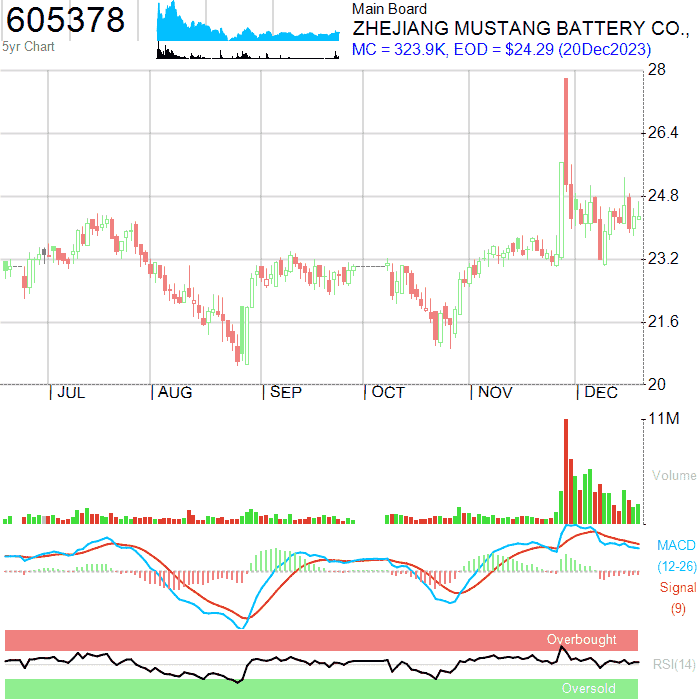 605378
5yr Chart
Main Board
ZHEJIANG MUSTANG BATTERY CO.,
MC = 323.9K, EOD = $24.29 (20Dec2023)
28
26.4
24.8
23.2
21.6
20
JUL AUG SEP OCT NOV DEC
11M
Volume
MACD
(12-26)
Signal
(9)
Overbought
RSI(14)
Oversold